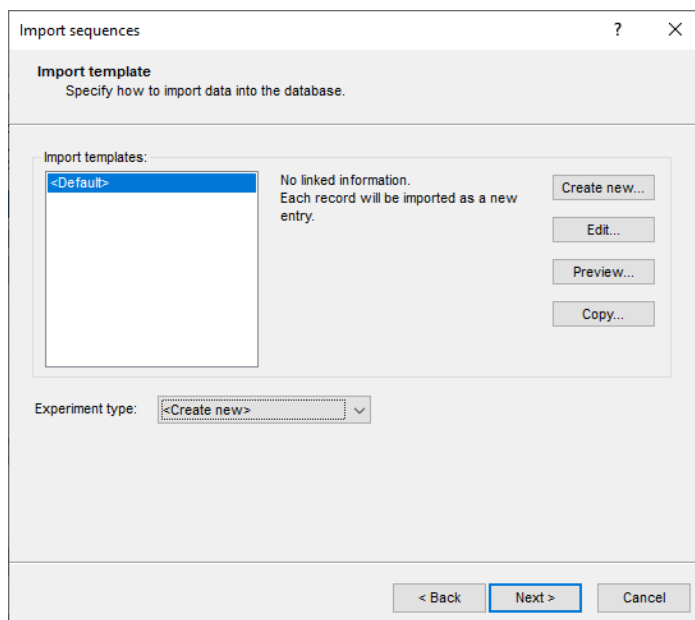 Import sequences
?
Import template
Specify how to import data into the database.
Import templates:
<Default>
No linked information.
Each record will be imported as a new
entry.
Create new...
Edit...
Preview...
Copy...
Experiment type:
<Create new>
< Back
Next >
Cancel